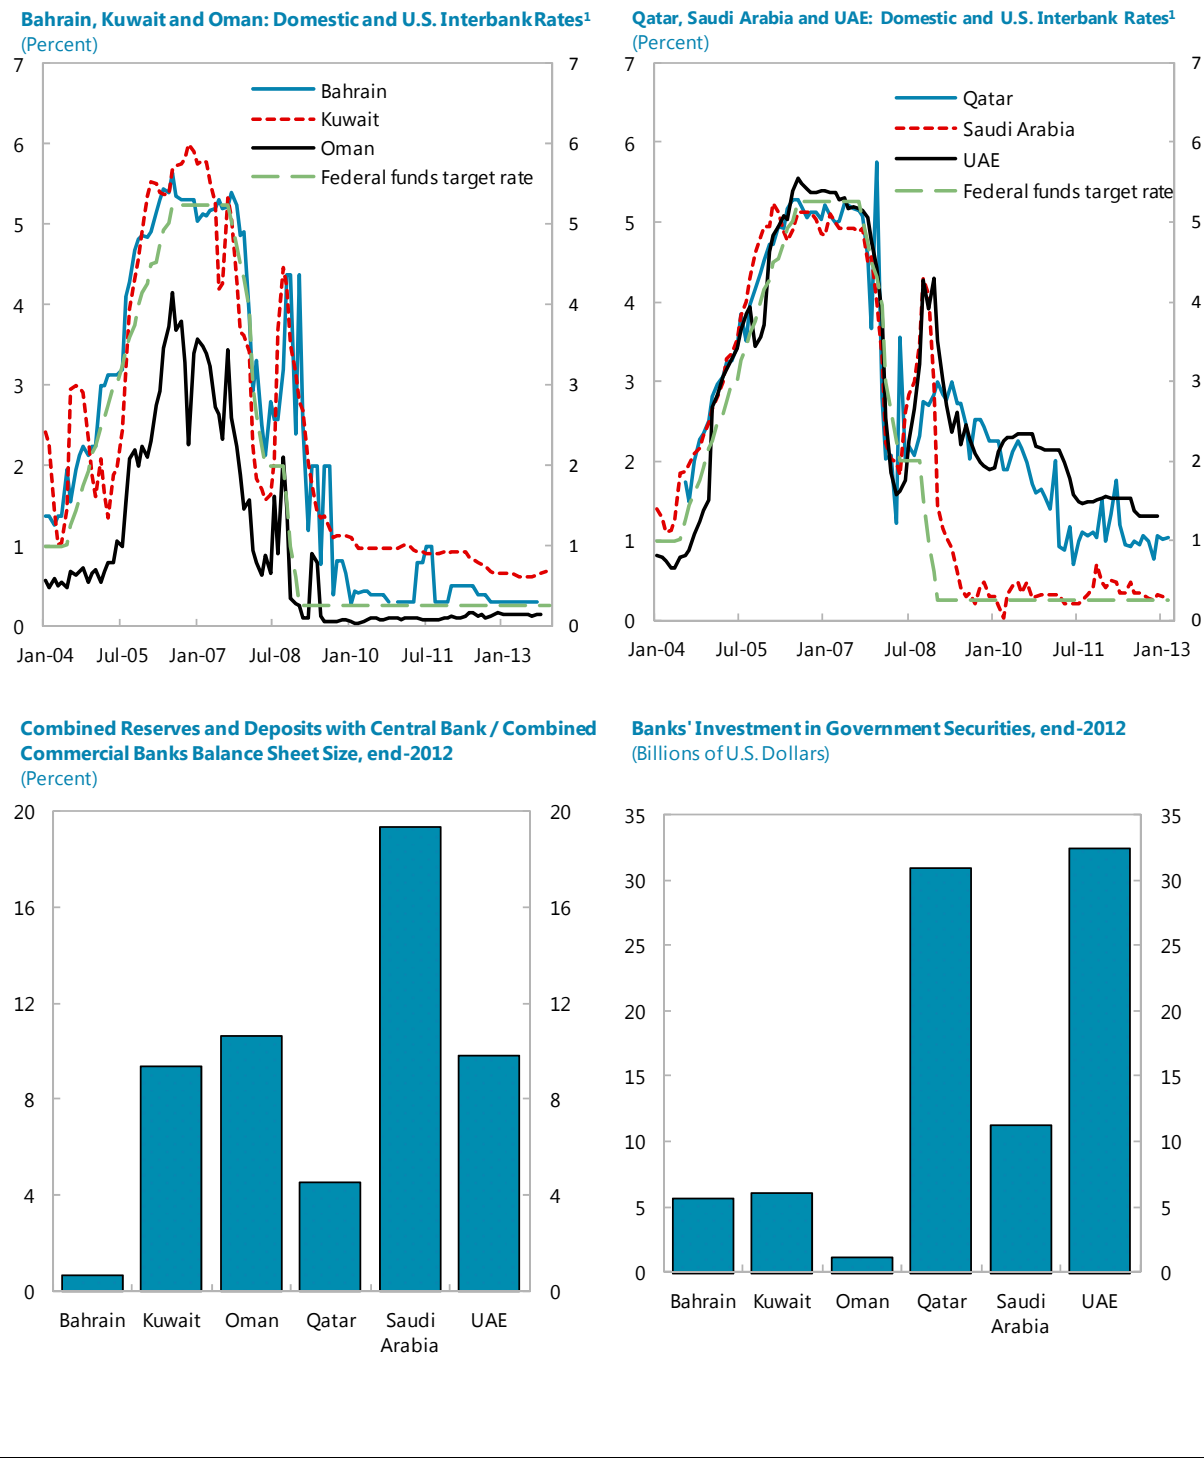 Bahrain, Kuwait and Oman: Domestic and U.S. Interbank Rates¹
(Percent)
7 7
6 6
5 5
4 4
3 3
2 2
1 1
0 0
Bahrain
Kuwait
Oman
Federal funds target rate
Jan-04 Jul-05 Jan-07 Jul-08 Jan-10 Jul-11 Jan-13
Qatar, Saudi Arabia and UAE: Domestic and U.S. Interbank Rates¹
(Percent)
7 7
6 6
5 5
4 4
3 3
2 2
1 1
0 0
Qatar
Saudi Arabia
UAE
Federal funds target rate
Jan-04 Jul-05 Jan-07 Jul-08 Jan-10 Jul-11 Jan-13
Combined Reserves and Deposits with Central Bank / Combined
Commercial Banks Balance Sheet Size, end-2012
(Percent)
20 20
16 16
12 12
8 8
4 4
0 0
Bahrain Kuwait Oman Qatar Saudi UAE
Arabia
Banks' Investment in Government Securities, end-2012
(Billions of U.S. Dollars)
35 35
30 30
25 25
20 20
15 15
10 10
5 5
0 0
Bahrain Kuwait Oman Qatar Saudi UAE
Arabia